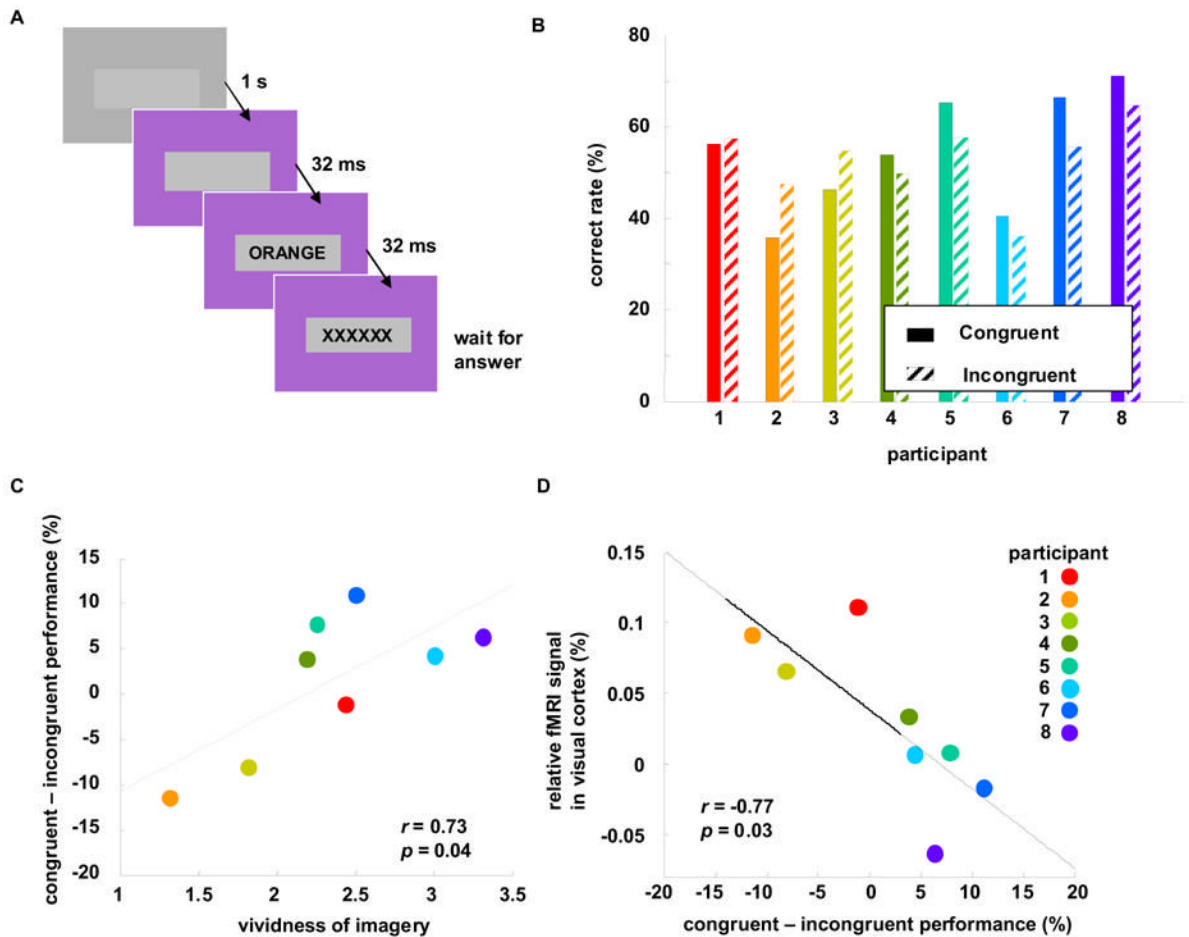 A
1 s
32 ms
ORANGE
32 ms
XXXXXX
wait for
answer
B
correct rate (%)
80
60
40
20
0
Congruent
Incongruent
1 2 3 4 5 6 7 8
participant
C
congruent – incongruent performance (%)
15
10
5
0
-5
-10
-15
-20
r = 0.73
p = 0.04
1 1.5 2 2.5 3 3.5
vividness of imagery
D
relative fMRI signal
in visual cortex (%)
0.15
0.1
0.05
0
-0.05
r = -0.77
p = 0.03
-20 -15 -10 -5 0 5 10 15 20
congruent – incongruent performance (%)
participant
1
2
3
4
5
6
7
8